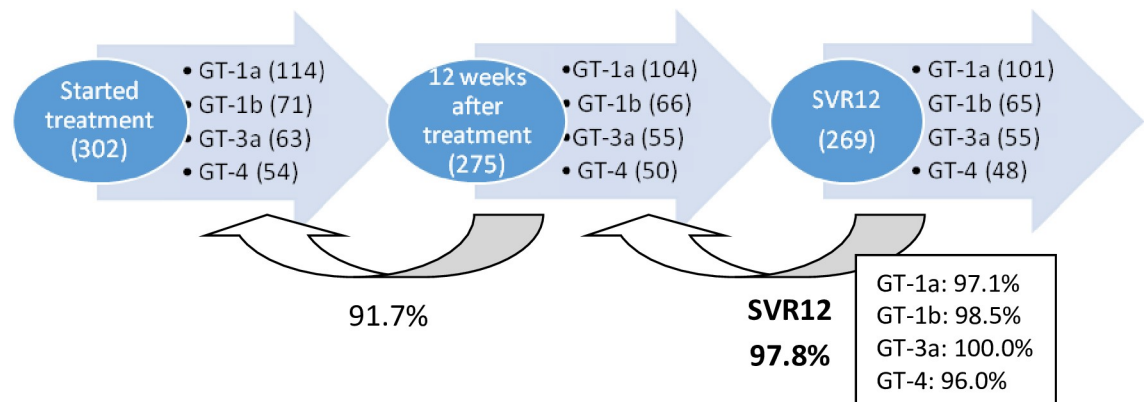 Started
treatment
(302)
• GT-1a (114)
• GT-1b (71)
• GT-3a (63)
• GT-4 (54)
12 weeks
after
treatment
(275)
•GT-1a (104)
• GT-1b (66)
•GT-3a (55)
• GT-4 (50)
SVR12
(269)
• GT-1a (101)
GT-1b (65)
GT-3a (55)
• GT-4 (48)
91.7%
SVR12
97.8%
GT-1a: 97.1%
GT-1b: 98.5%
GT-3a: 100.0%
GT-4: 96.0%